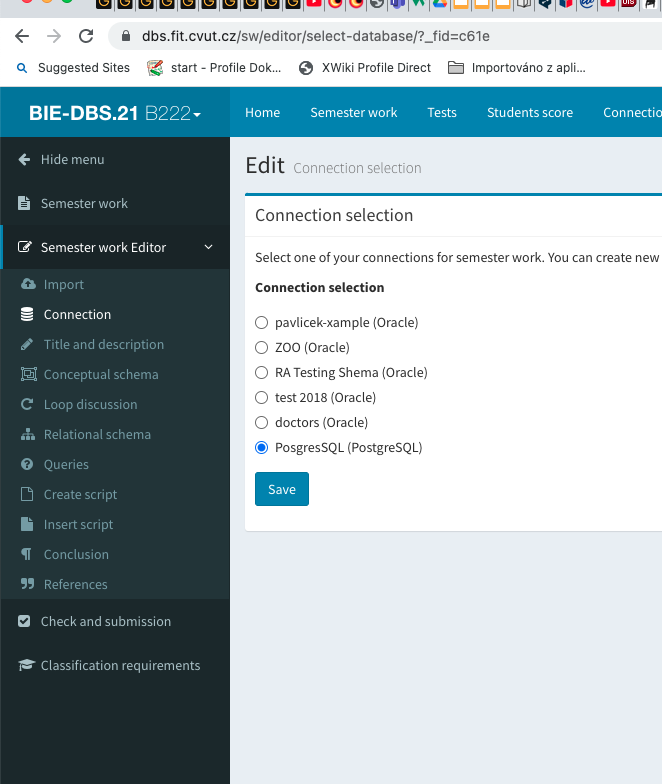 dbs.fit.cvut.cz/sw/editor/select-database/?_fid=c61e
Suggested Sites start - Profile Dok... XWiki Profile Direct Importováno z apli...
BIE-DBS.21 B222 Home Semester work Tests Students score Connectio
Hide menu
Semester work
Semester work Editor
Import
Connection
Title and description
Conceptual schema
Loop discussion
Relational schema
Queries
Create script
Insert script
Conclusion
References
Check and submission
Classification requirements
Edit Connection selection
Connection selection
Select one of your connections for semester work. You can create new
Connection selection
pavlicek-xample (Oracle)
ZOO (Oracle)
RA Testing Shema (Oracle)
test 2018 (Oracle)
doctors (Oracle)
PosgresSQL (PostgreSQL)
Save